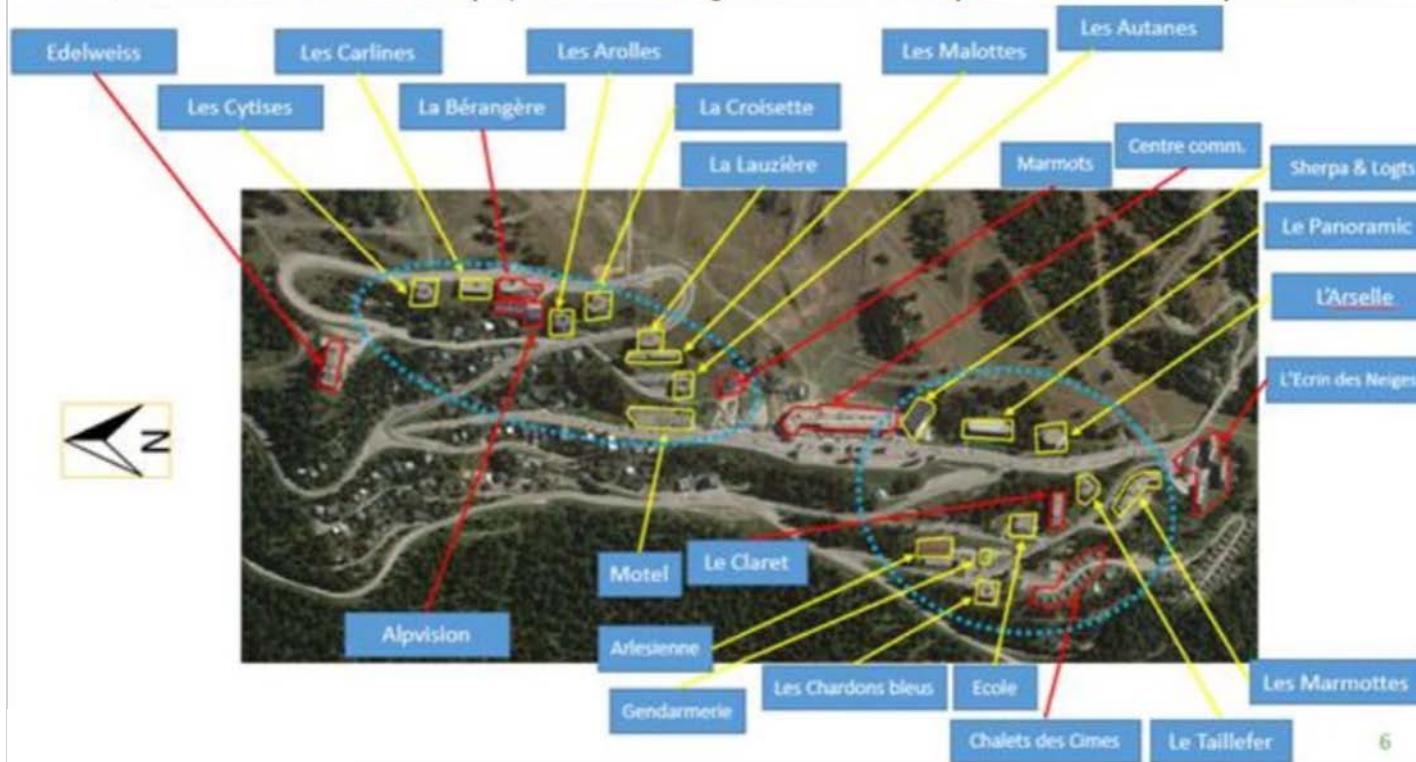 Les Autanes
Edelweiss
Les Carlines
Les Arolles
Les Malottes
Les Cytises
La Bérangère
La Croisette
La Lauzière
Marmots
Centre comm.
Sherpa & Logts
Le Panoramic
L'Arselle
L'Ecrin des Neiges
N
Motel
Le Claret
Alpvision
Arlesienne
Gendarmerie
Les Chardons bleus
Ecole
Les Marmottes
Chalets des Cimes
Le Taillefer
6